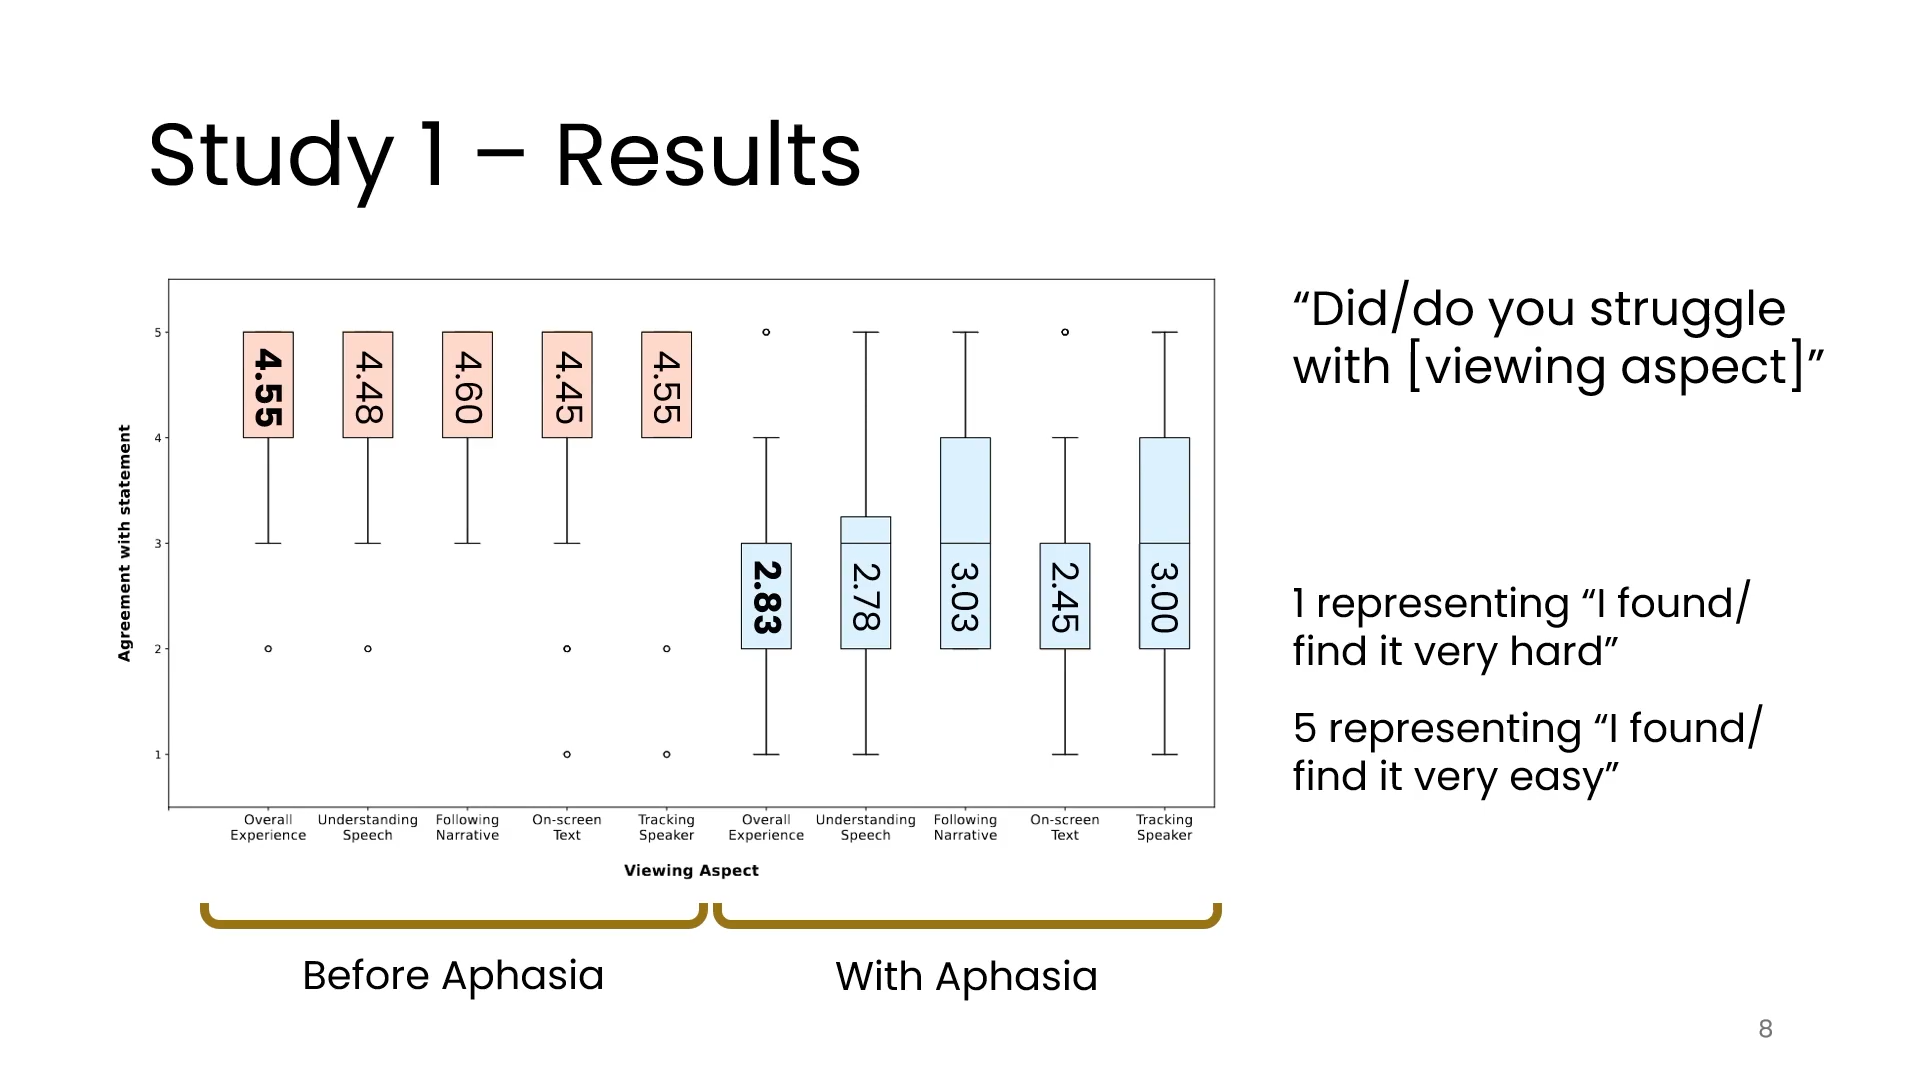 Study 1 – Results
“Did/do you struggle
with [viewing aspect]”
1 representing “I found/
find it very hard”
5 representing “I found/
find it very easy”
Agreement with statement
5
4
3
2
1
4.55
4.48
4.60
4.45
4.55
2.83
2.78
3.03
2.45
3.00
Overall
Experience
Understanding
Speech
Following
Narrative
On-screen
Text
Tracking
Speaker
Overall
Experience
Understanding
Speech
Following
Narrative
On-screen
Text
Tracking
Speaker
Viewing Aspect
Before Aphasia
With Aphasia
8